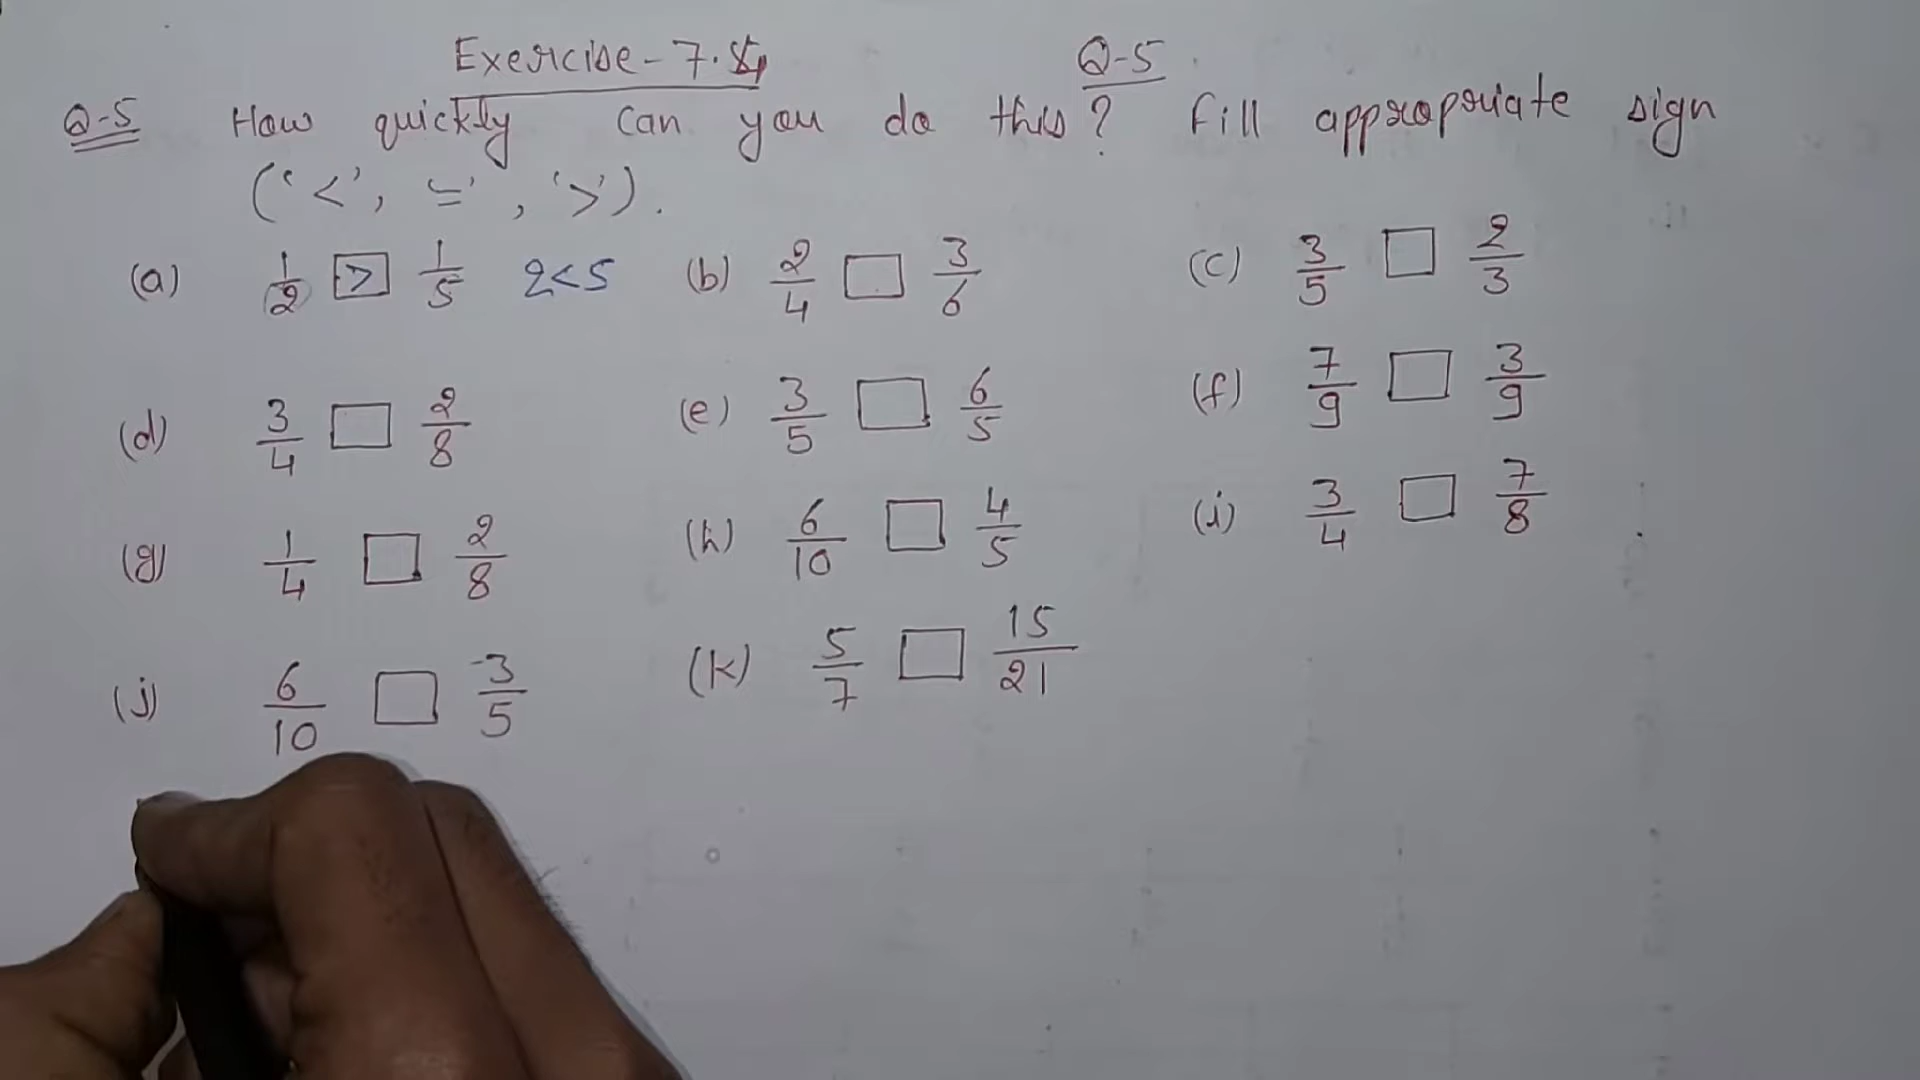 Exercise-7.4 Q-5
Q-5 How quickly can you do this? Fill appropriate sign
('<', '=', '>').
(a) 1/2 [>] 1/5 2<5 (b) 2/4 □ 3/6 (c) 3/5 □ 2/3
(d) 3/4 □ 2/8 (e) 3/5 □ 6/5 (f) 7/9 □ 3/9
(g) 1/4 □ 2/8 (h) 6/10 □ 4/5 (i) 3/4 □ 7/8
(j) 6/10 □ 3/5 (k) 5/7 □ 15/21